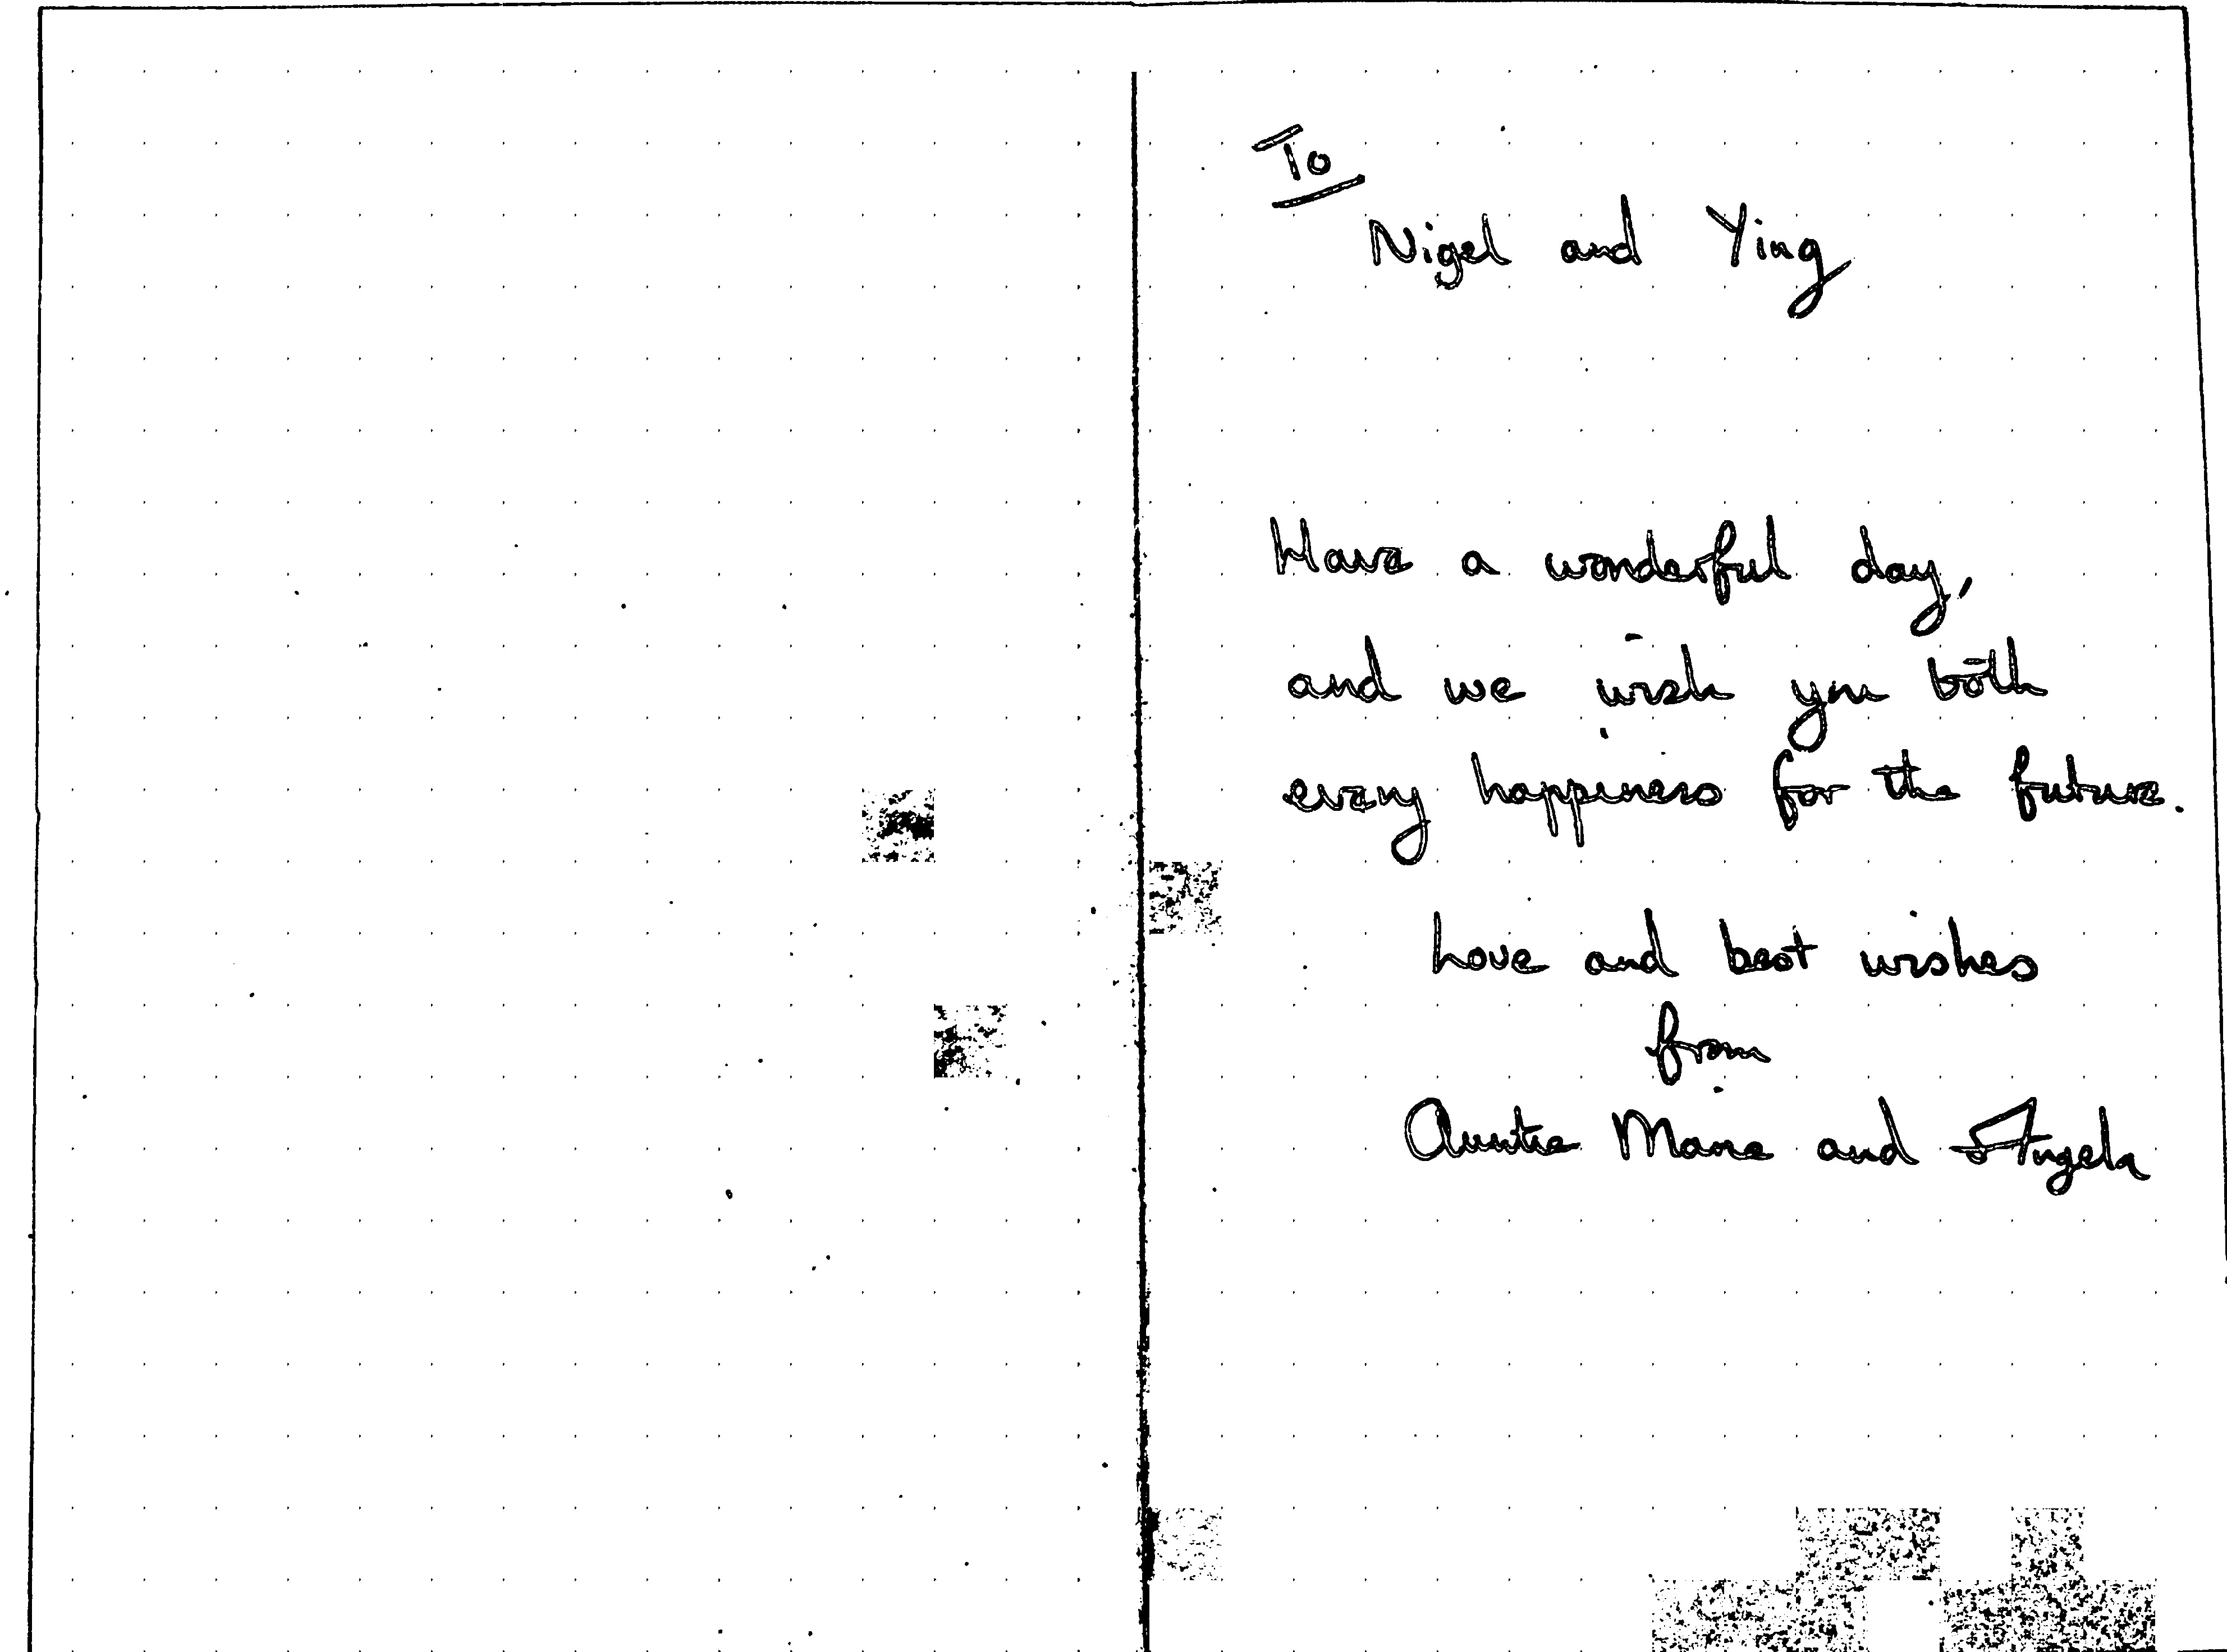 To
Nigel and Ying
Have a wonderful day,
and we wish you both
every happiness for the future.
Love and best wishes
from
Auntie Marie and Angela